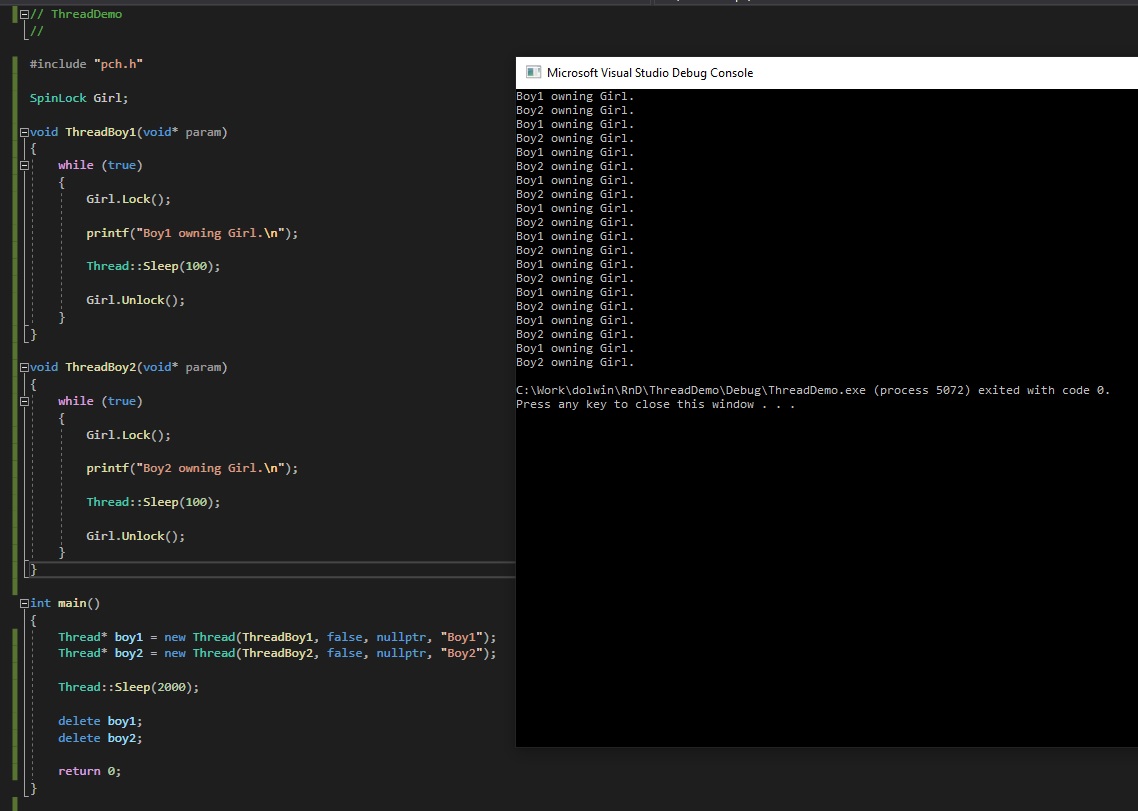 // ThreadDemo
//
#include "pch.h"
SpinLock Girl;
void ThreadBoy1(void* param)
{
while (true)
{
Girl.Lock();
printf("Boy1 owning Girl.\n");
Thread::Sleep(100);
Girl.Unlock();
}
}
void ThreadBoy2(void* param)
{
while (true)
{
Girl.Lock();
printf("Boy2 owning Girl.\n");
Thread::Sleep(100);
Girl.Unlock();
}
}
int main()
{
Thread* boy1 = new Thread(ThreadBoy1, false, nullptr, "Boy1");
Thread* boy2 = new Thread(ThreadBoy2, false, nullptr, "Boy2");
Thread::Sleep(2000);
delete boy1;
delete boy2;
return 0;
}
Microsoft Visual Studio Debug Console
Boy1 owning Girl.
Boy2 owning Girl.
Boy1 owning Girl.
Boy2 owning Girl.
Boy1 owning Girl.
Boy2 owning Girl.
Boy1 owning Girl.
Boy2 owning Girl.
Boy1 owning Girl.
Boy2 owning Girl.
Boy1 owning Girl.
Boy2 owning Girl.
Boy1 owning Girl.
Boy2 owning Girl.
Boy1 owning Girl.
Boy2 owning Girl.
Boy1 owning Girl.
Boy2 owning Girl.
Boy1 owning Girl.
Boy2 owning Girl.
C:\Work\dolwin\RnD\ThreadDemo\Debug\ThreadDemo.exe (process 5072) exited with code 0.
Press any key to close this window . . .